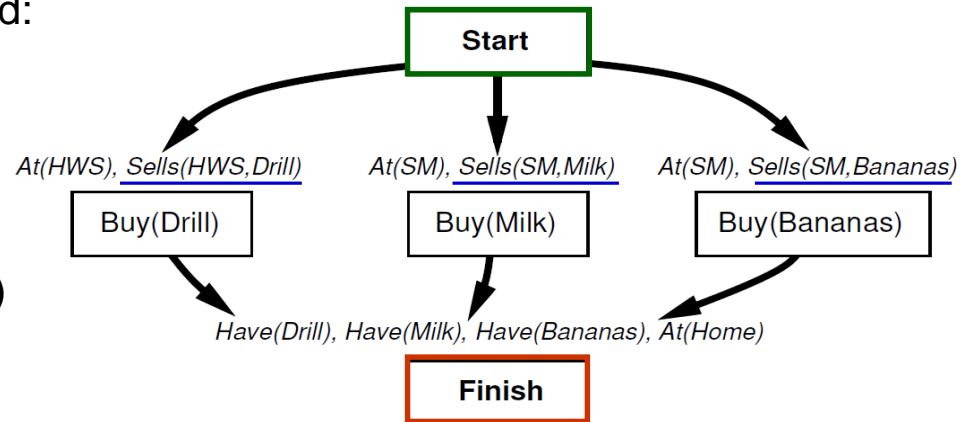 d:
Start
At(HWS), Sells(HWS,Drill) At(SM), Sells(SM,Milk) At(SM), Sells(SM,Bananas)
Buy(Drill) Buy(Milk) Buy(Bananas)
)
Have(Drill), Have(Milk), Have(Bananas), At(Home)
Finish